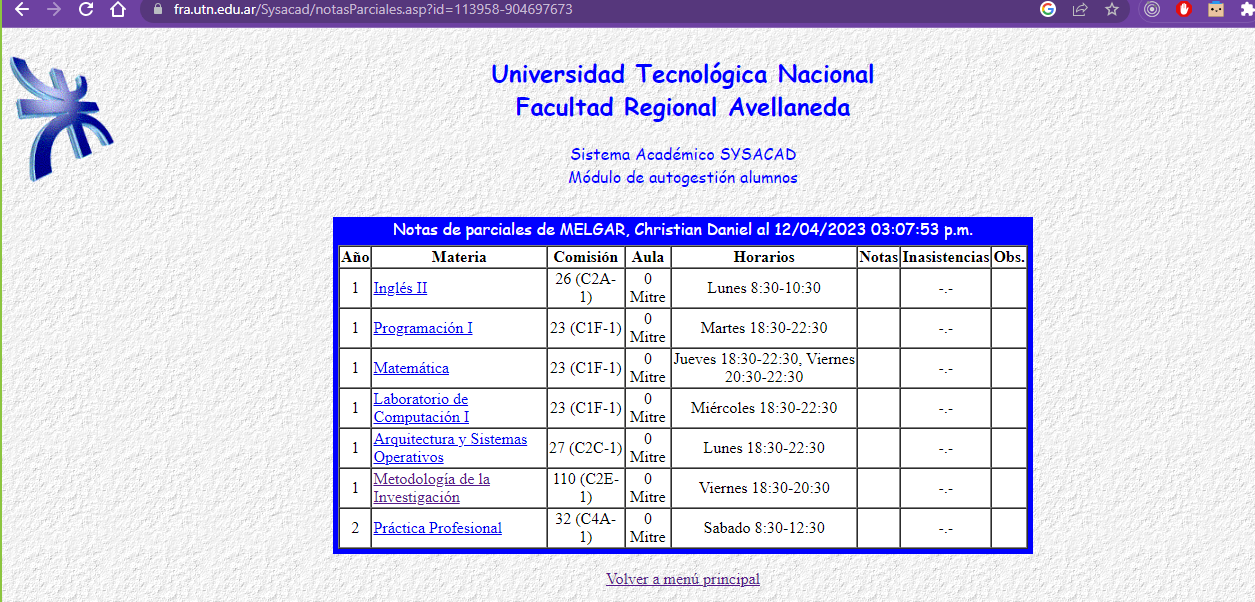 fra.utn.edu.ar/Sysacad/notasParciales.asp?id=113958-904697673
Universidad Tecnológica Nacional
Facultad Regional Avellaneda
Sistema Académico SYSACAD
Módulo de autogestión alumnos
Notas de parciales de MELGAR, Christian Daniel al 12/04/2023 03:07:53 p.m.
Año Materia Comisión Aula Horarios Notas Inasistencias Obs.
1 Inglés II 26 (C2A-1) 0 Mitre Lunes 8:30-10:30 -.-
1 Programación I 23 (C1F-1) 0 Mitre Martes 18:30-22:30 -.-
1 Matemática 23 (C1F-1) 0 Mitre Jueves 18:30-22:30, Viernes 20:30-22:30 -.-
1 Laboratorio de Computación I 23 (C1F-1) 0 Mitre Miércoles 18:30-22:30 -.-
1 Arquitectura y Sistemas Operativos 27 (C2C-1) 0 Mitre Lunes 18:30-22:30 -.-
1 Metodología de la Investigación 110 (C2E-1) 0 Mitre Viernes 18:30-20:30 -.-
2 Práctica Profesional 32 (C4A-1) 0 Mitre Sabado 8:30-12:30 -.-
Volver a menú principal